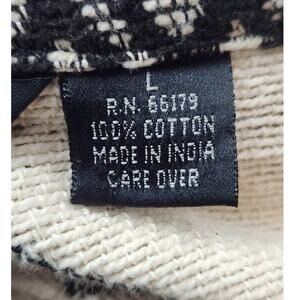 L
R.N. 66179
100% COTTON
MADE IN INDIA
CARE OVER